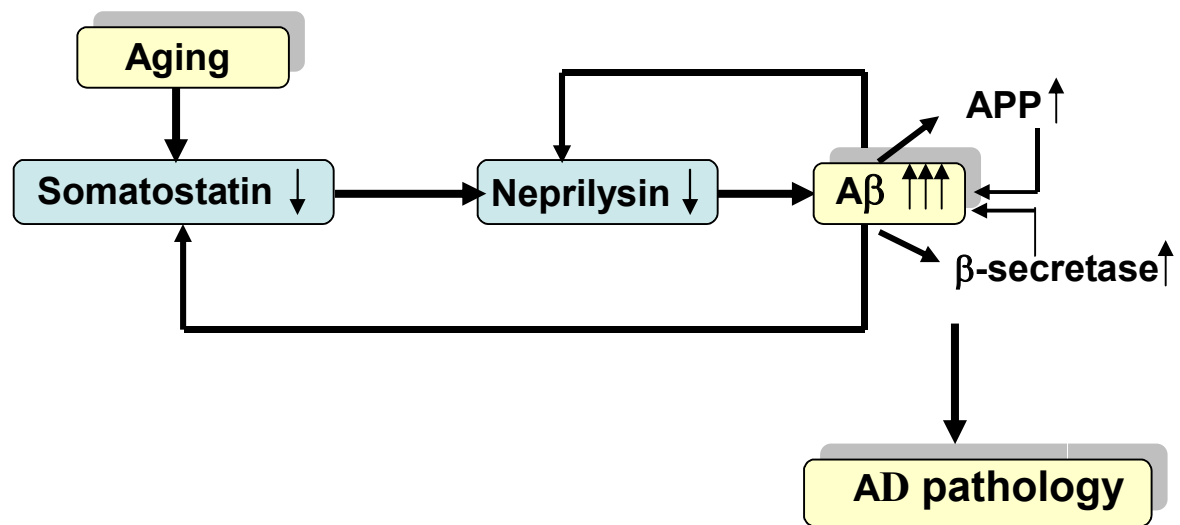 Aging
APP ↑
Somatostatin ↓
Neprilysin ↓
Aβ ↑↑↑
β-secretase↑
AD pathology